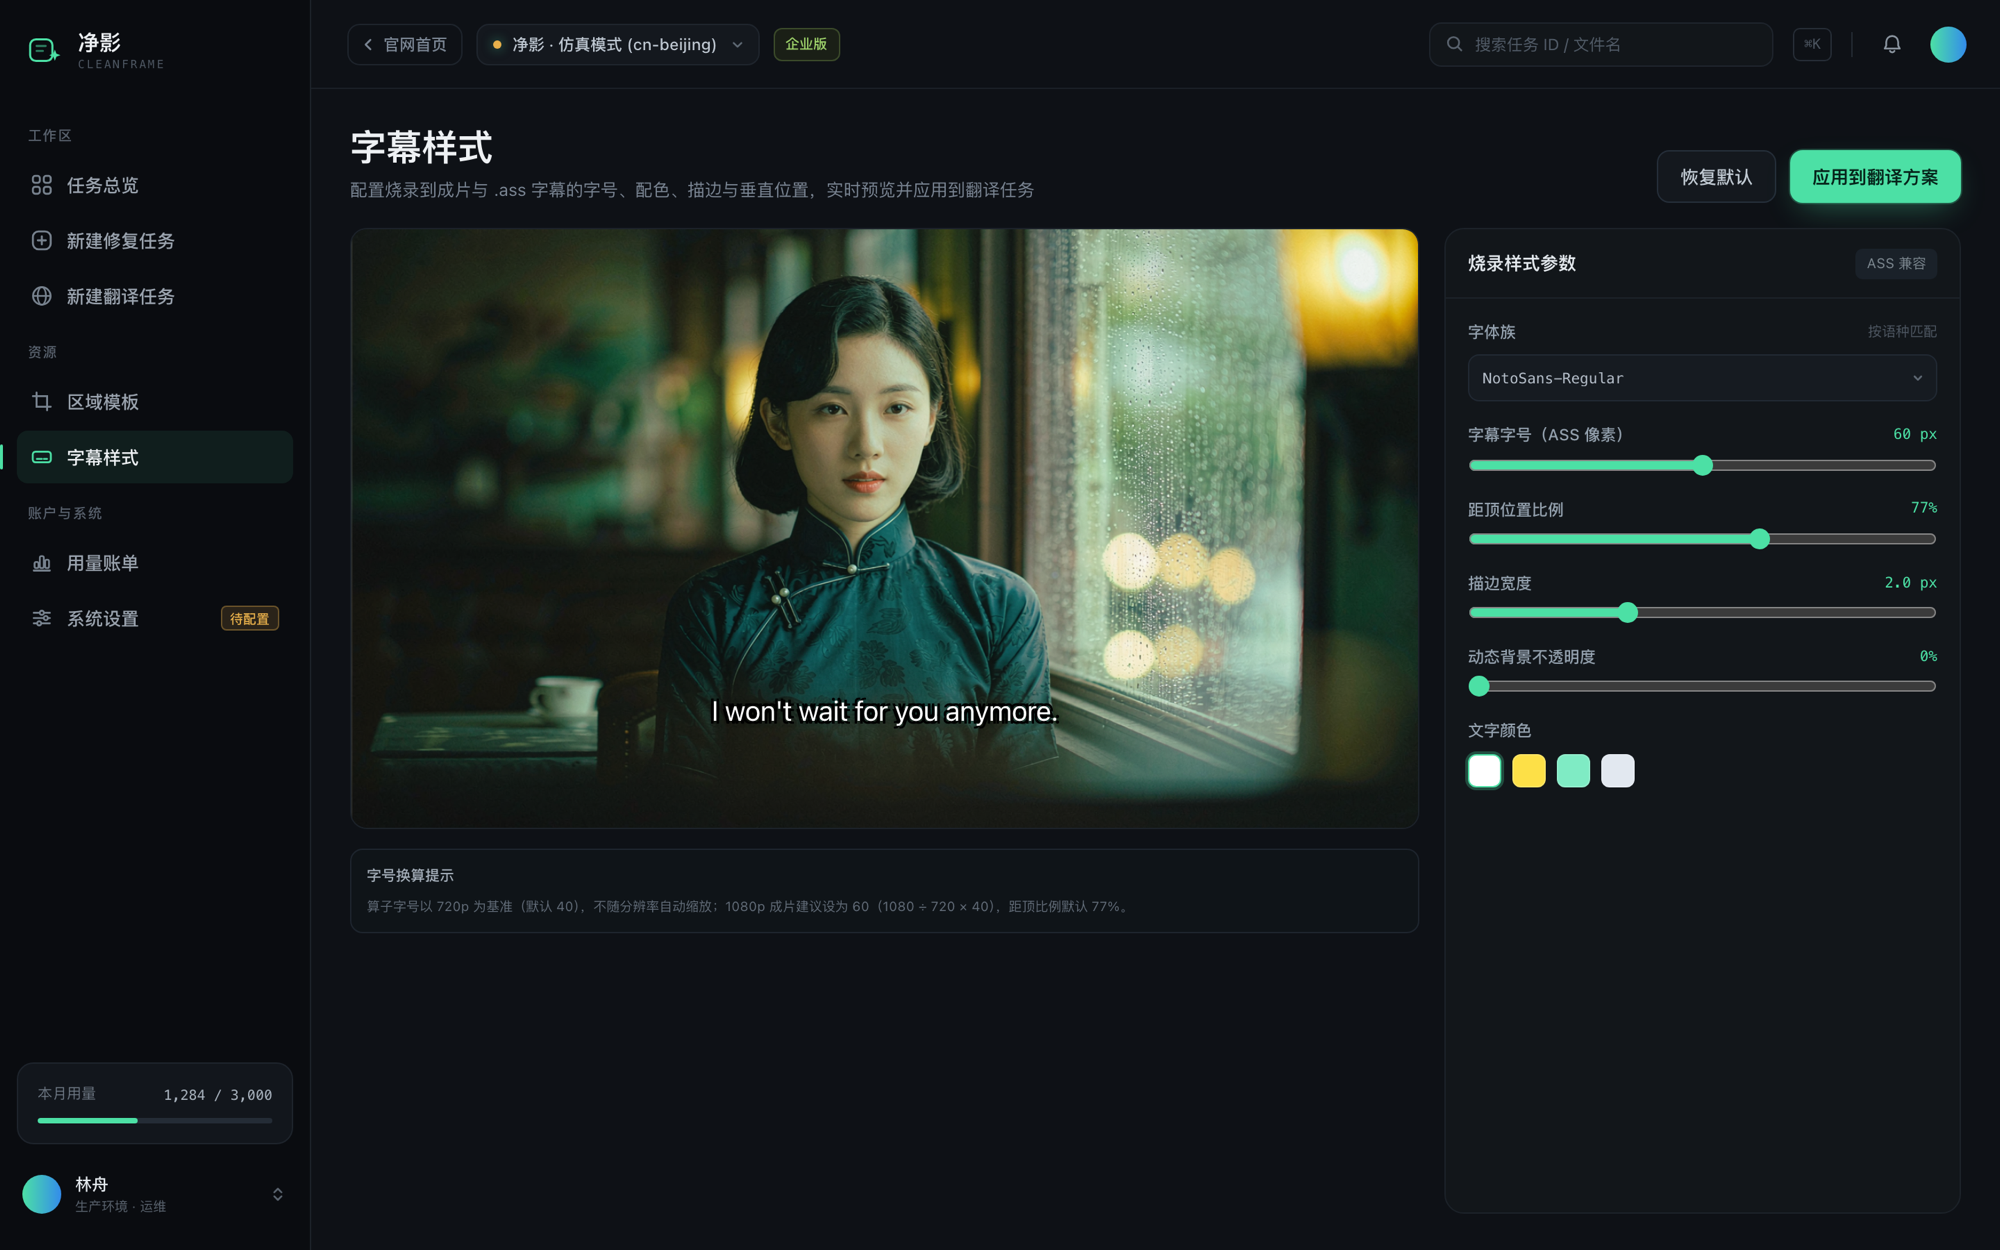 净影
CLEANFRAME
工作区
任务总览
新建修复任务
新建翻译任务
资源
区域模板
字幕样式
账户与系统
用量账单
系统设置
待配置
本月用量
1,284 / 3,000
林舟
生产环境 · 运维
官网首页
净影 · 仿真模式 (cn-beijing)
企业版
搜索任务 ID / 文件名
⌘K
字幕样式
配置烧录到成片与 .ass 字幕的字号、配色、描边与垂直位置，实时预览并应用到翻译任务
恢复默认
应用到翻译方案
I won't wait for you anymore.
字号换算提示
算子字号以 720p 为基准（默认 40），不随分辨率自动缩放；1080p 成片建议设为 60（1080 ÷ 720 × 40），距顶比例默认 77%。
烧录样式参数
ASS 兼容
字体族
按语种匹配
NotoSans-Regular
字幕字号（ASS 像素）
60 px
距顶位置比例
77%
描边宽度
2.0 px
动态背景不透明度
0%
文字颜色